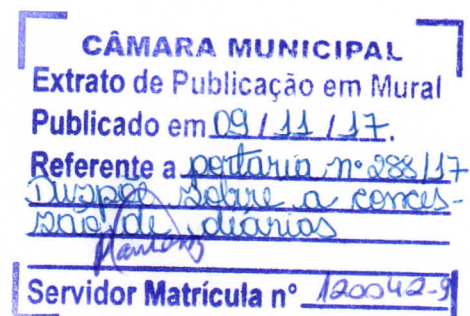 CÂMARA MUNICIPAL
Extrato de Publicação em Mural
Publicado em 09/11/17.
Referente a portaria nº 288/17
Dispõe sobre a conces-
são de diárias
Servidor Matrícula nº 120042-9